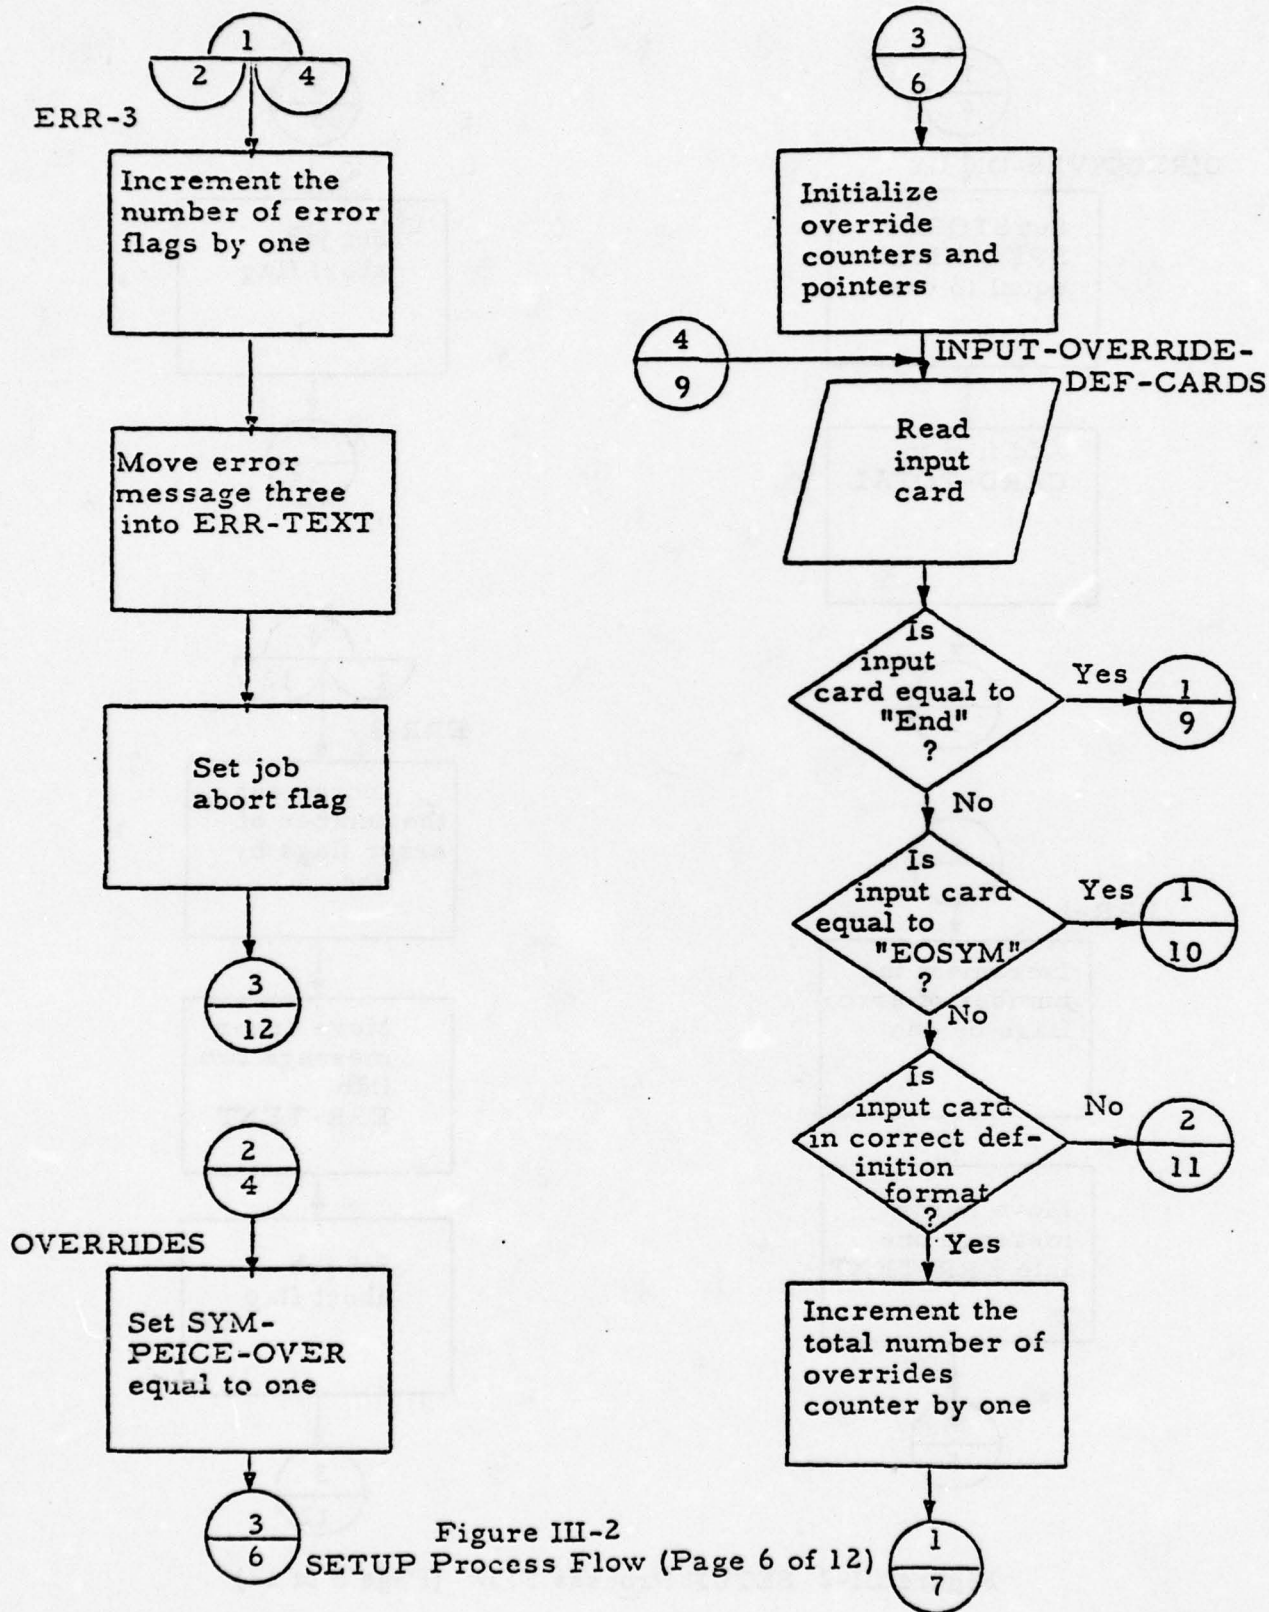 1
2 4
ERR-3
Increment the
number of error
flags by one
Move error
message three
into ERR-TEXT
Set job
abort flag
3
12
2
4
OVERRIDES
Set SYM-
PEICE-OVER
equal to one
3
6
3
6
Initialize
override
counters and
pointers
4
9
INPUT-OVERRIDE-
DEF-CARDS
Read
input
card
Is
input
card equal to
"End"
?
Yes
1
9
No
Is
input card
equal to
"EOSYM"
?
Yes
1
10
No
Is
input card
in correct def-
inition
format
?
No
2
11
Yes
Increment the
total number of
overrides
counter by one
1
7
Figure III-2
SETUP Process Flow (Page 6 of 12)